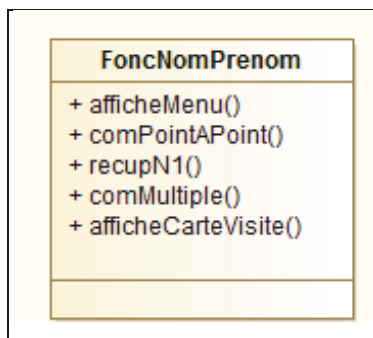 FoncNomPrenom
+ afficheMenu()
+ comPointAPoint()
+ recupN1()
+ comMultiple()
+ afficheCarteVisite()